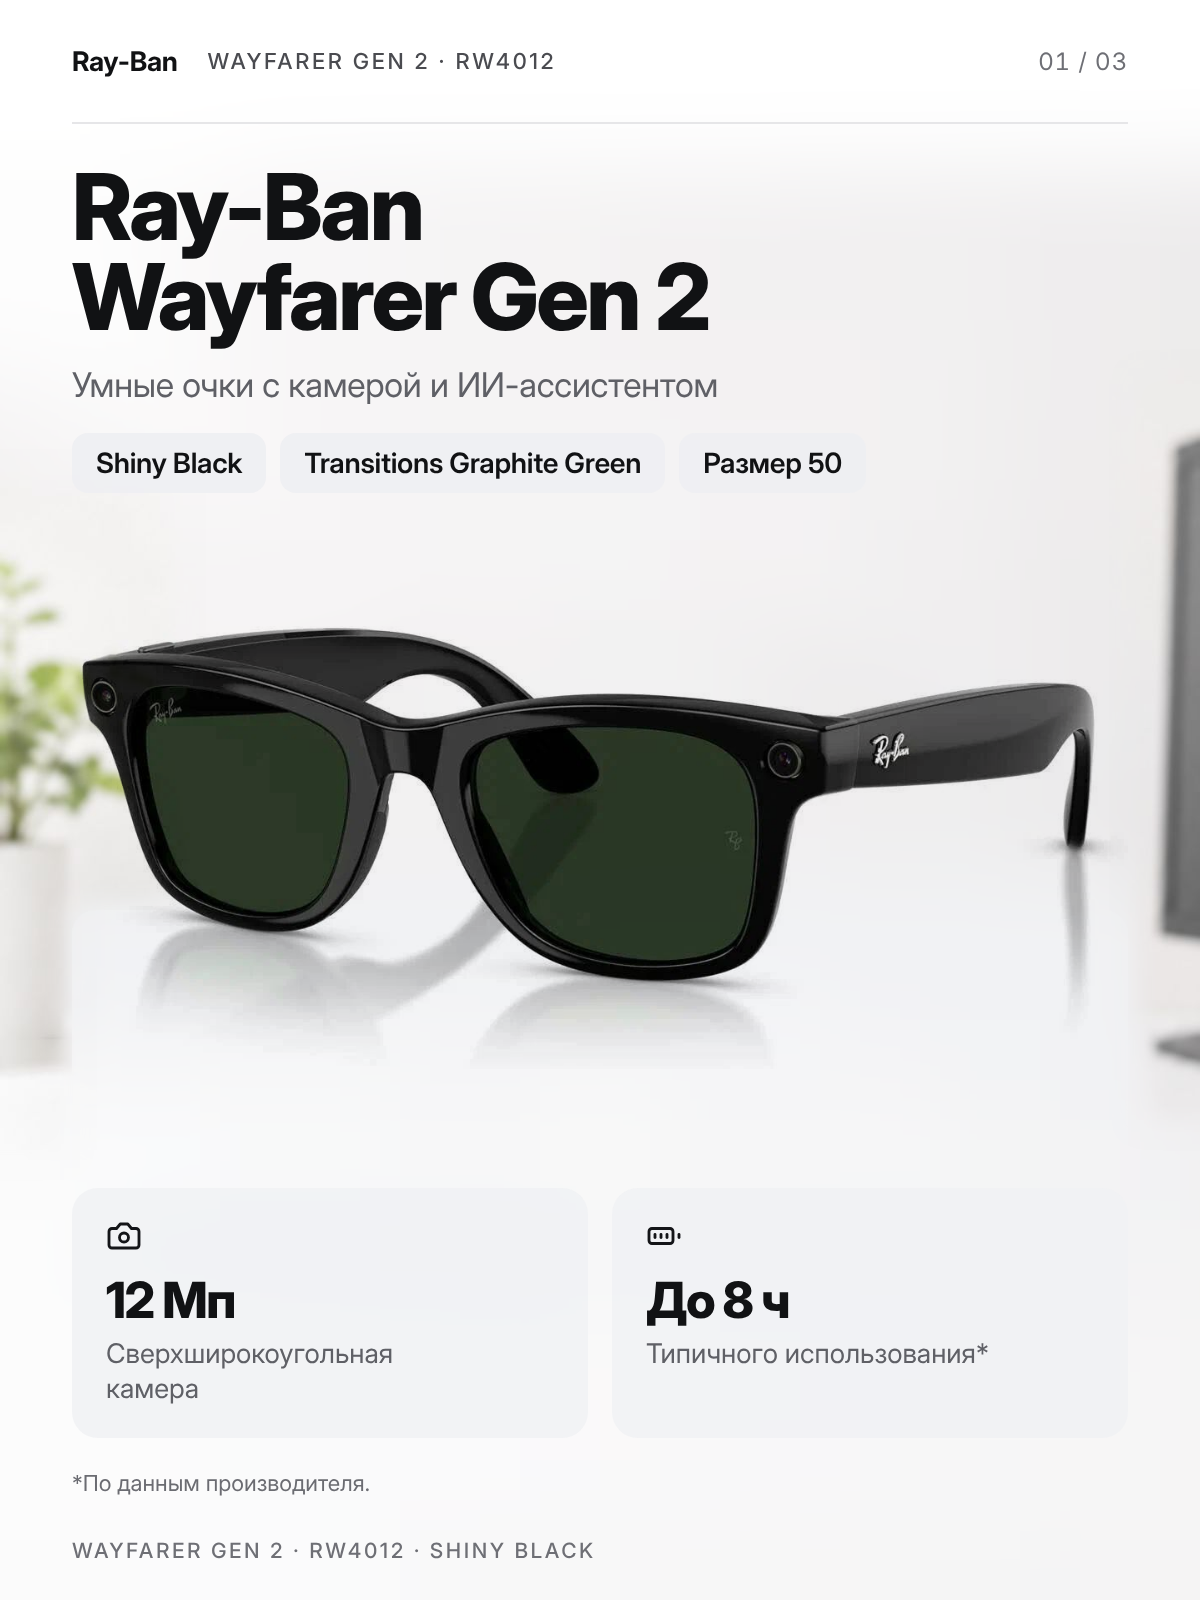 Ray-Ban WAYFARER GEN 2 · RW4012 01 / 03
Ray-Ban
Wayfarer Gen 2
Умные очки с камерой и ИИ-ассистентом
Shiny Black Transitions Graphite Green Размер 50
Ray-Ban
Ray-Ban
RB
12 Мп
Сверхширокоугольная
камера
До 8 ч
Типичного использования*
*По данным производителя.
WAYFARER GEN 2 · RW4012 · SHINY BLACK